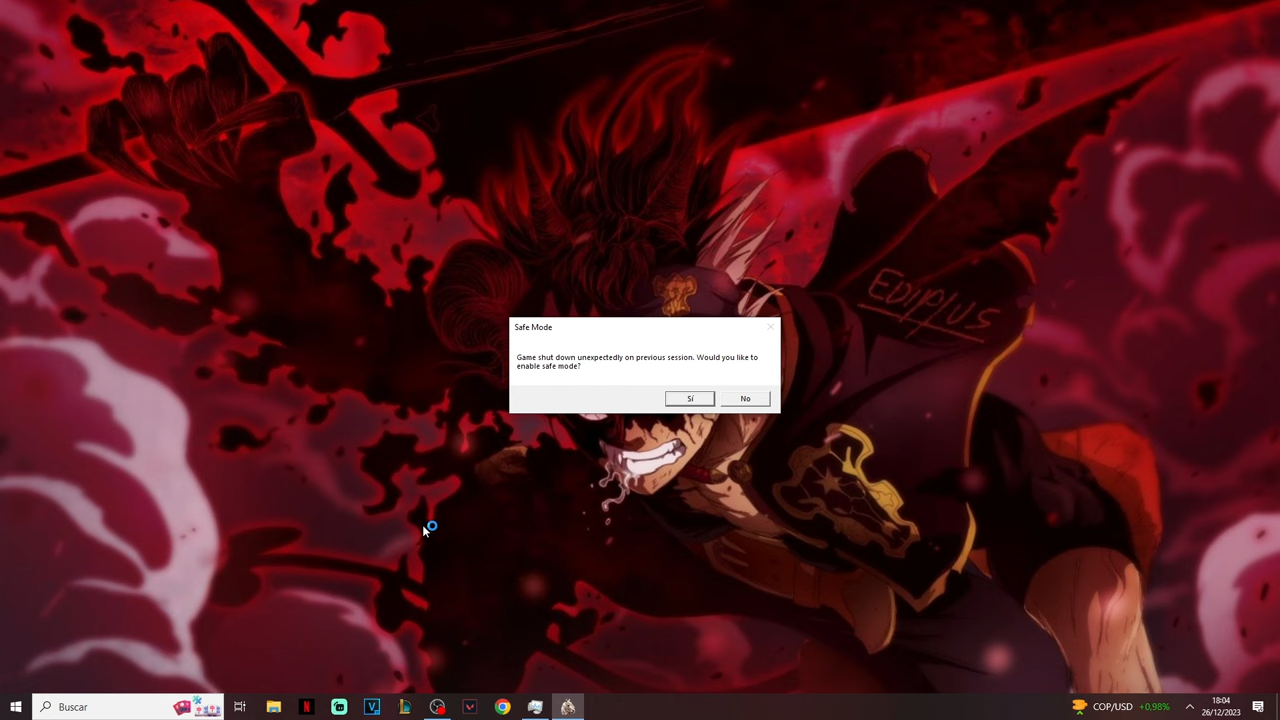 EDIPLUS
Safe Mode
Game shut down unexpectedly on previous session. Would you like to
enable safe mode?
Sí
No
Buscar
COP/USD +0,98%
18:04
26/12/2023